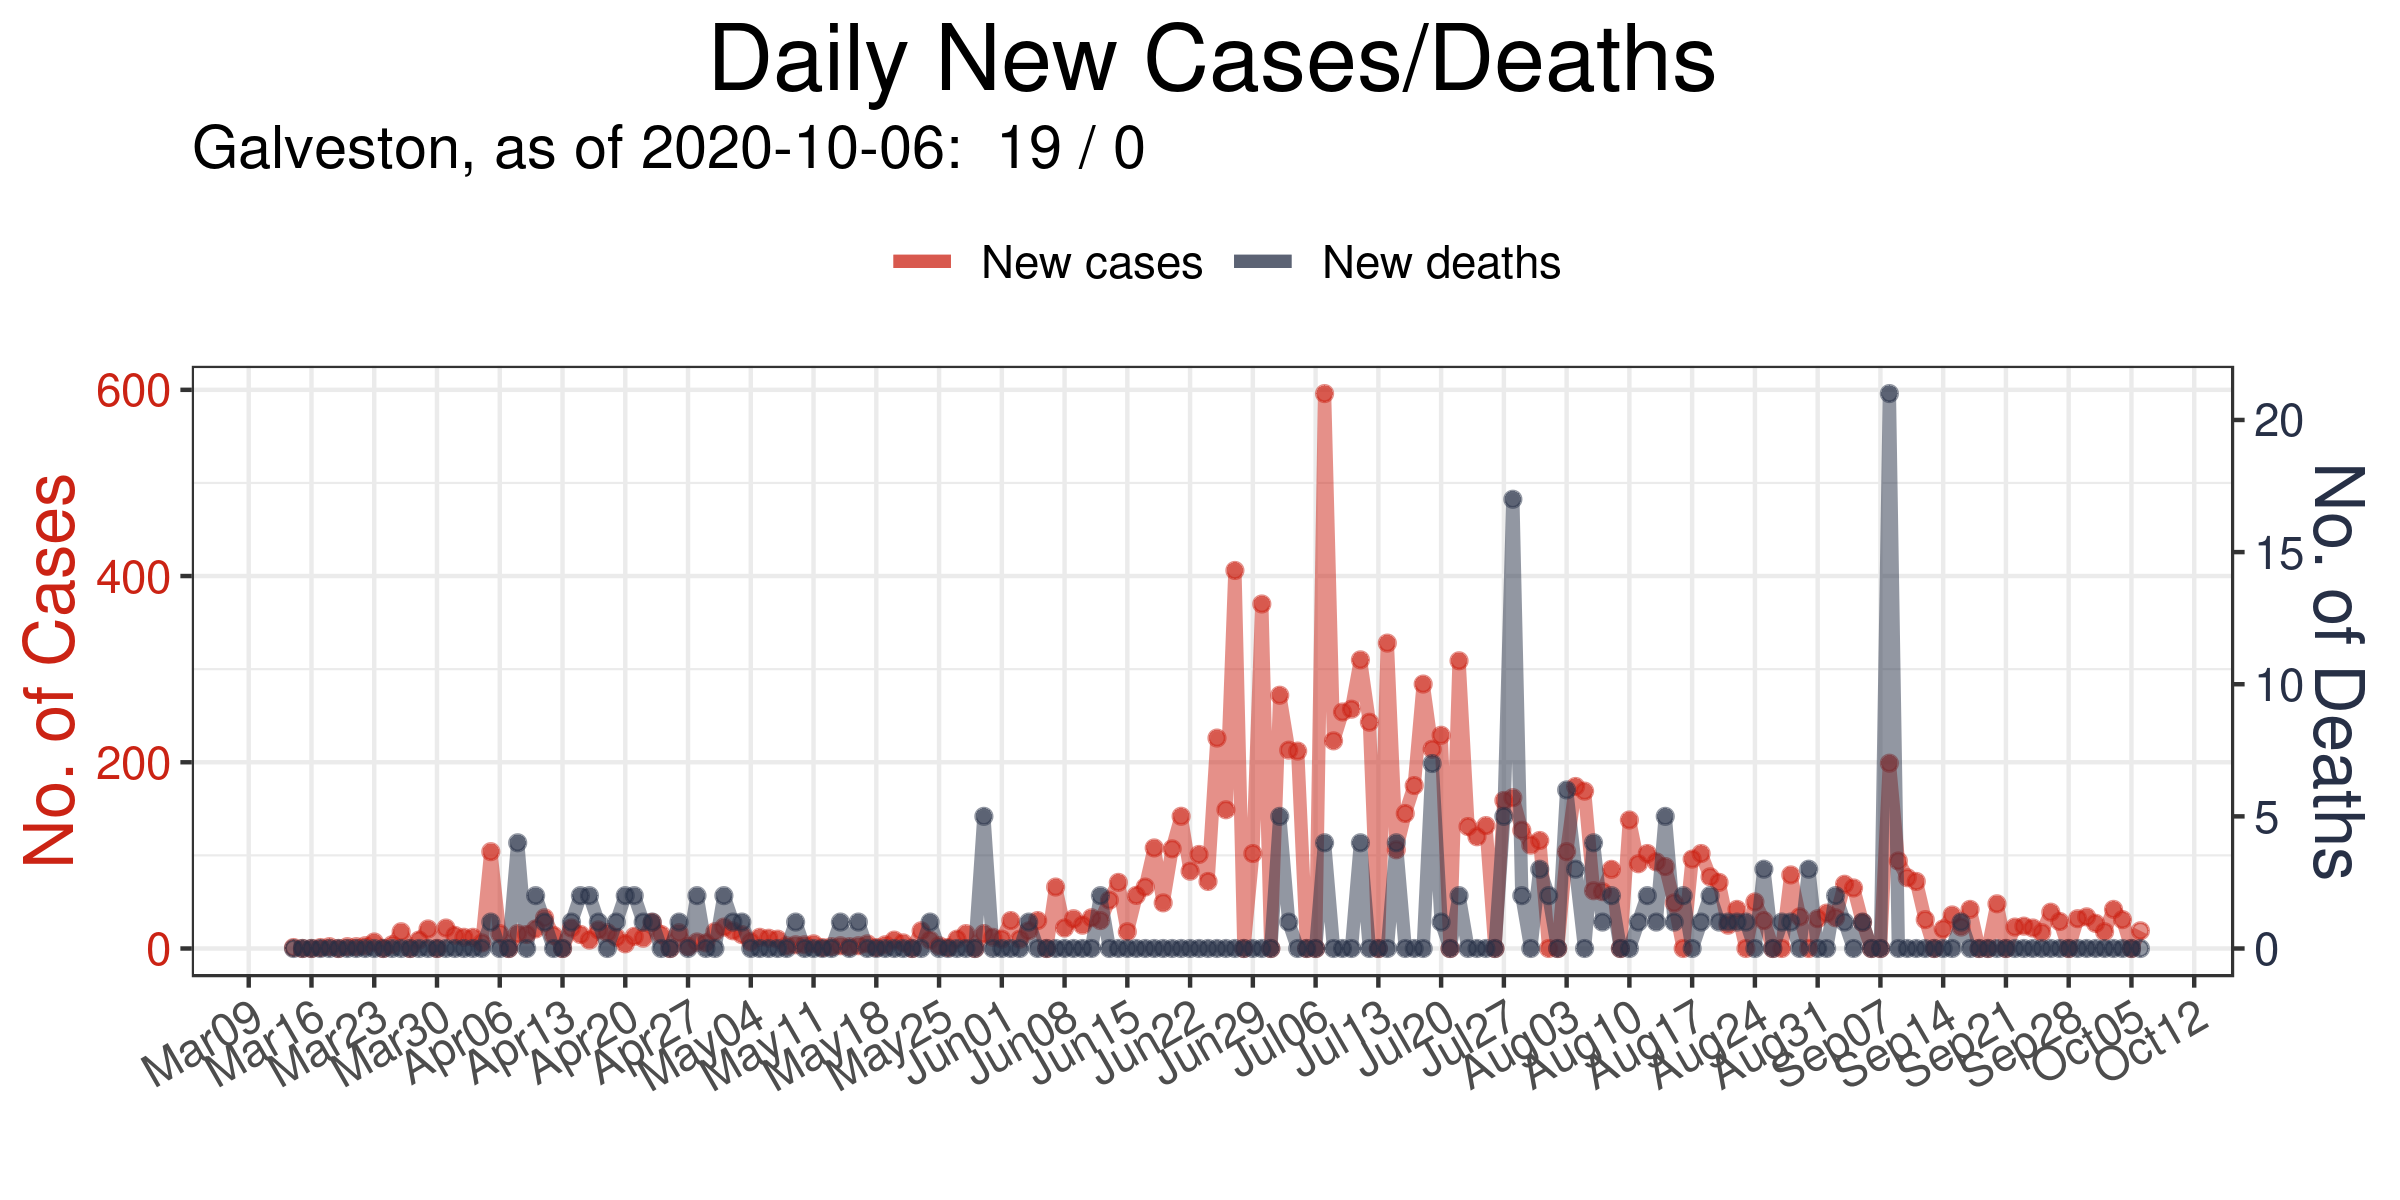 Daily New Cases/Deaths
Galveston, as of 2020-10-06:  19 / 0
New cases
New deaths
No. of Cases
600
400
200
0
20
15
10
5
0
No. of Deaths
Mar09
Mar16
Mar23
Mar30
Apr06
Apr13
Apr20
Apr27
May04
May11
May18
May25
Jun01
Jun08
Jun15
Jun22
Jun29
Jul06
Jul13
Jul20
Jul27
Aug03
Aug10
Aug17
Aug24
Aug31
Sep07
Sep14
Sep21
Sep28
Oct05
Oct12